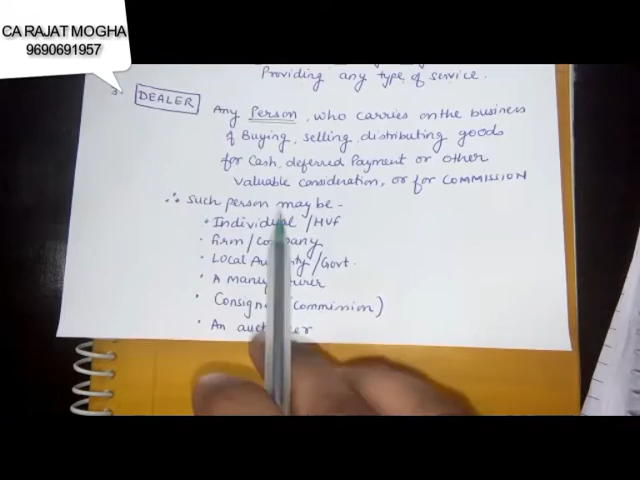 CA RAJAT MOGHA
9690691957
Providing any type of service.
3. DEALER
Any Person, who carries on the business
of Buying, selling, distributing goods
for Cash, deferred Payment or other
valuable consideration, or for COMMISSION
∴ Such person may be -
• Individual /HUF
• Firm/Company
• Local /Govt.
• A
• (Commission)
• An